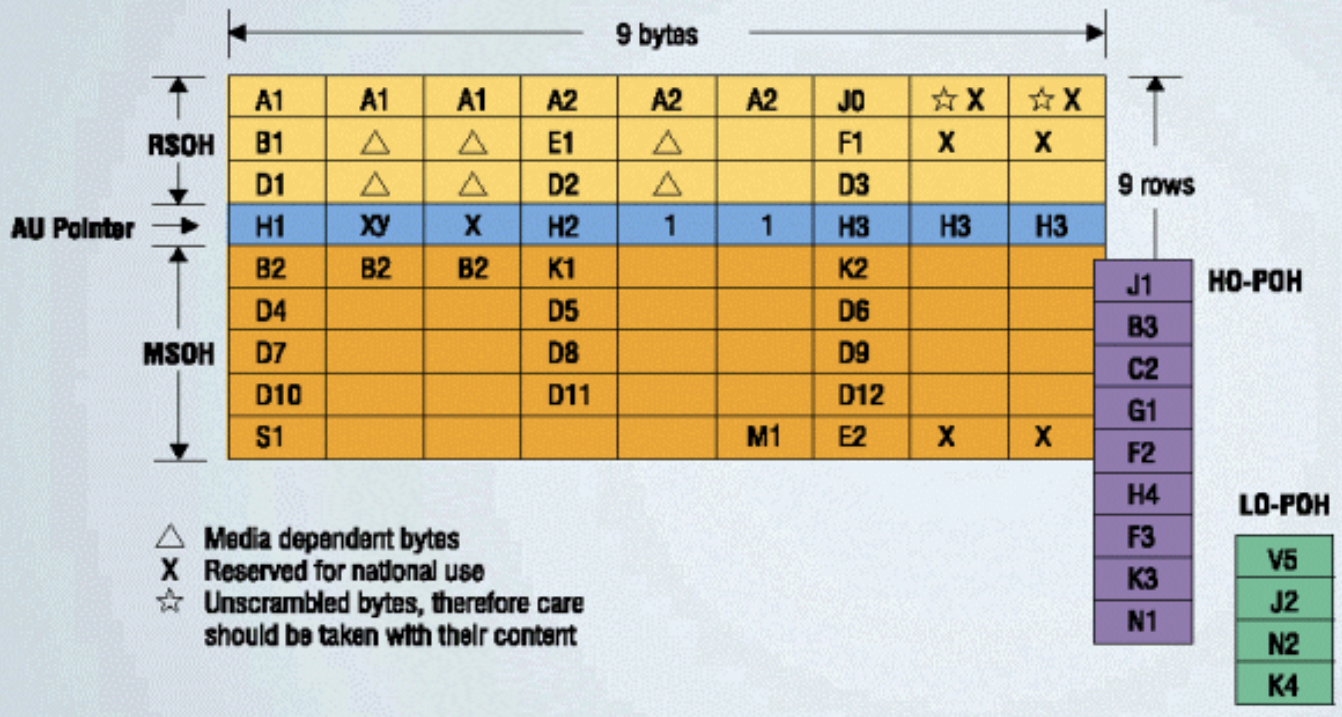 9 bytes
A1 A1 A1 A2 A2 A2 J0 ☆ X ☆ X
RSOH B1 △ △ E1 △ F1 X X
D1 △ △ D2 △ D3 9 rows
AU Pointer H1 XY X H2 1 1 H3 H3 H3
B2 B2 B2 K1 K2
J1 HO-POH
D4 D5 D6
B3
MSOH D7 D8 D9
C2
D10 D11 D12
G1
S1 M1 E2 X X
F2
H4
LO-POH
F3
K3
N1
V5
J2
N2
K4
△ Media dependent bytes
X Reserved for national use
☆ Unscrambled bytes, therefore care
should be taken with their content